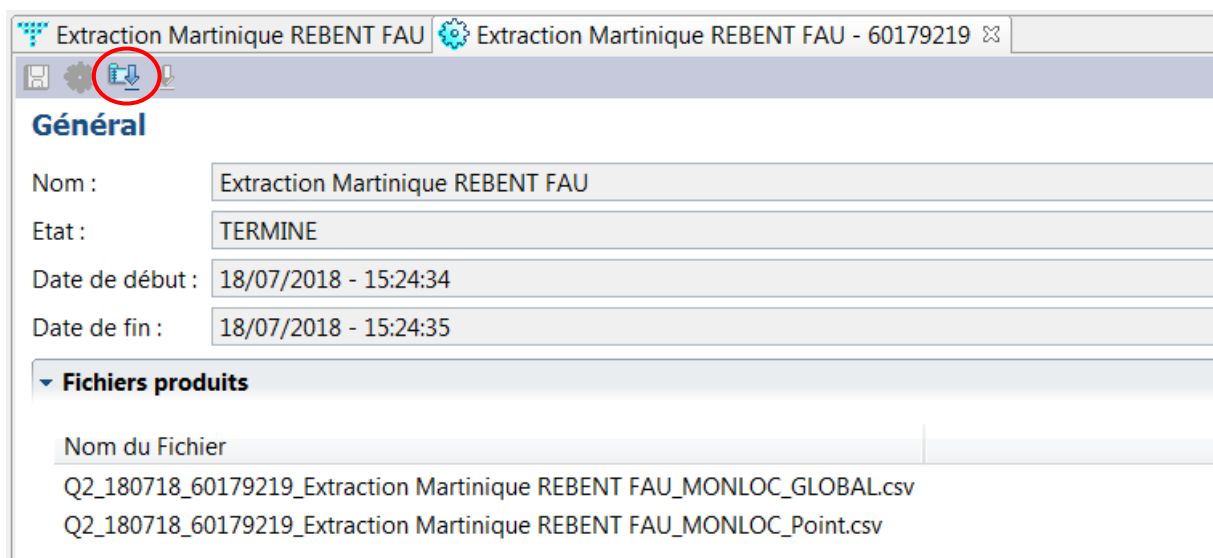 Extraction Martinique REBENT FAU Extraction Martinique REBENT FAU - 60179219
Général
Nom : Extraction Martinique REBENT FAU
Etat : TERMINE
Date de début : 18/07/2018 - 15:24:34
Date de fin : 18/07/2018 - 15:24:35
Fichiers produits
Nom du Fichier
Q2_180718_60179219_Extraction Martinique REBENT FAU_MONLOC_GLOBAL.csv
Q2_180718_60179219_Extraction Martinique REBENT FAU_MONLOC_Point.csv